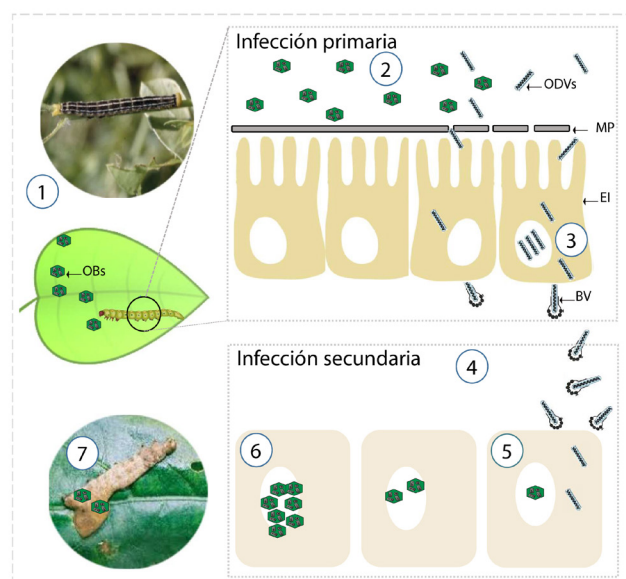 Infección primaria
2
ODVs
MP
1
EI
3
OBs
BV
Infección secundaria
4
7
6
5